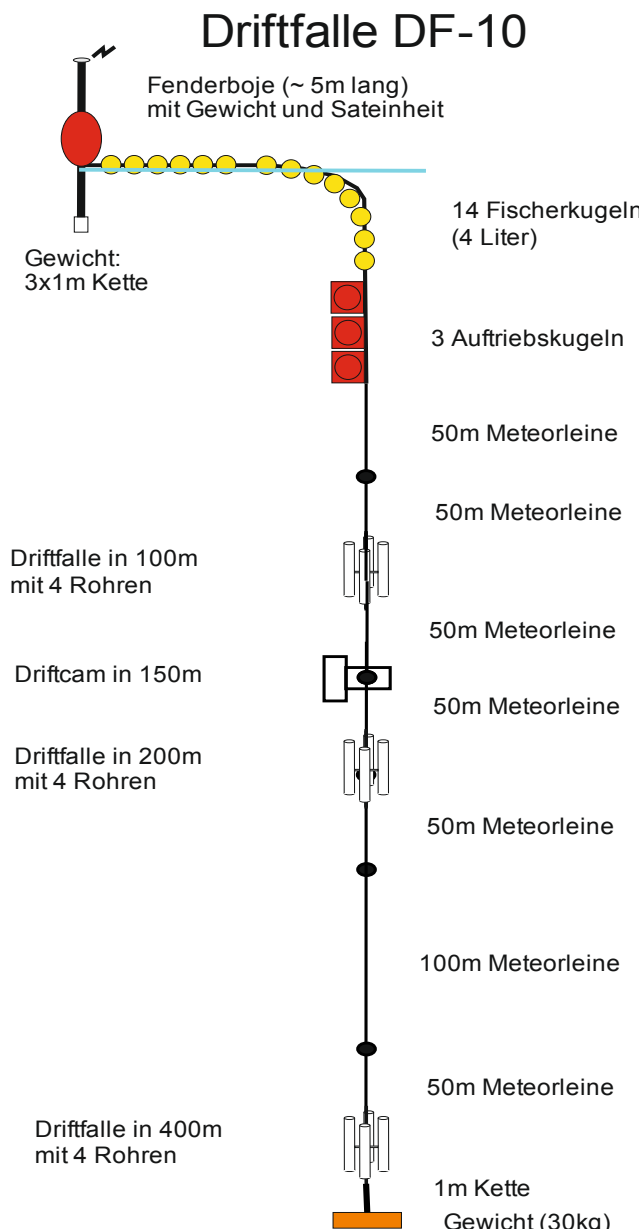 Driftfalle DF-10
Fenderboje (~ 5m lang)
mit Gewicht und Sateinheit
14 Fischerkugeln
(4 Liter)
Gewicht:
3x1m Kette
3 Auftriebskugeln
50m Meteorleine
50m Meteorleine
Driftfalle in 100m
mit 4 Rohren
50m Meteorleine
Driftcam in 150m
50m Meteorleine
Driftfalle in 200m
mit 4 Rohren
50m Meteorleine
100m Meteorleine
50m Meteorleine
Driftfalle in 400m
mit 4 Rohren
1m Kette
Gewicht (30kg)